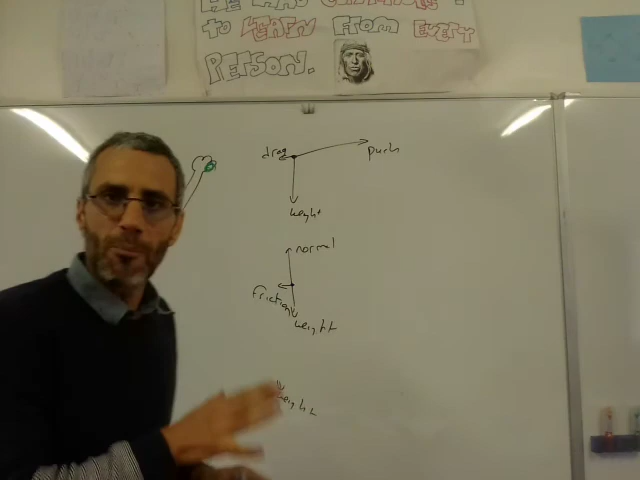 TO LEARN FROM EVERY
PERSON.
drag
push
weight
normal
friction
weight
weight